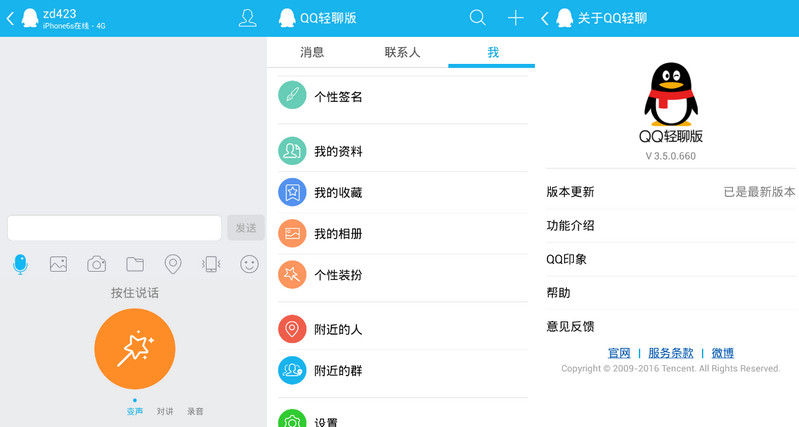 zd423
iPhone6s在线 - 4G
发送
按住说话
变声 对讲 录音
QQ轻聊版
消息 联系人 我
个性签名
我的资料
我的收藏
我的相册
个性装扮
附近的人
附近的群
设置
关于QQ轻聊
QQ轻聊版
V 3.5.0.660
版本更新 已是最新版本
功能介绍
QQ印象
帮助
意见反馈
官网 | 服务条款 | 微博
Copyright © 2009-2016 Tencent. All Rights Reserved.